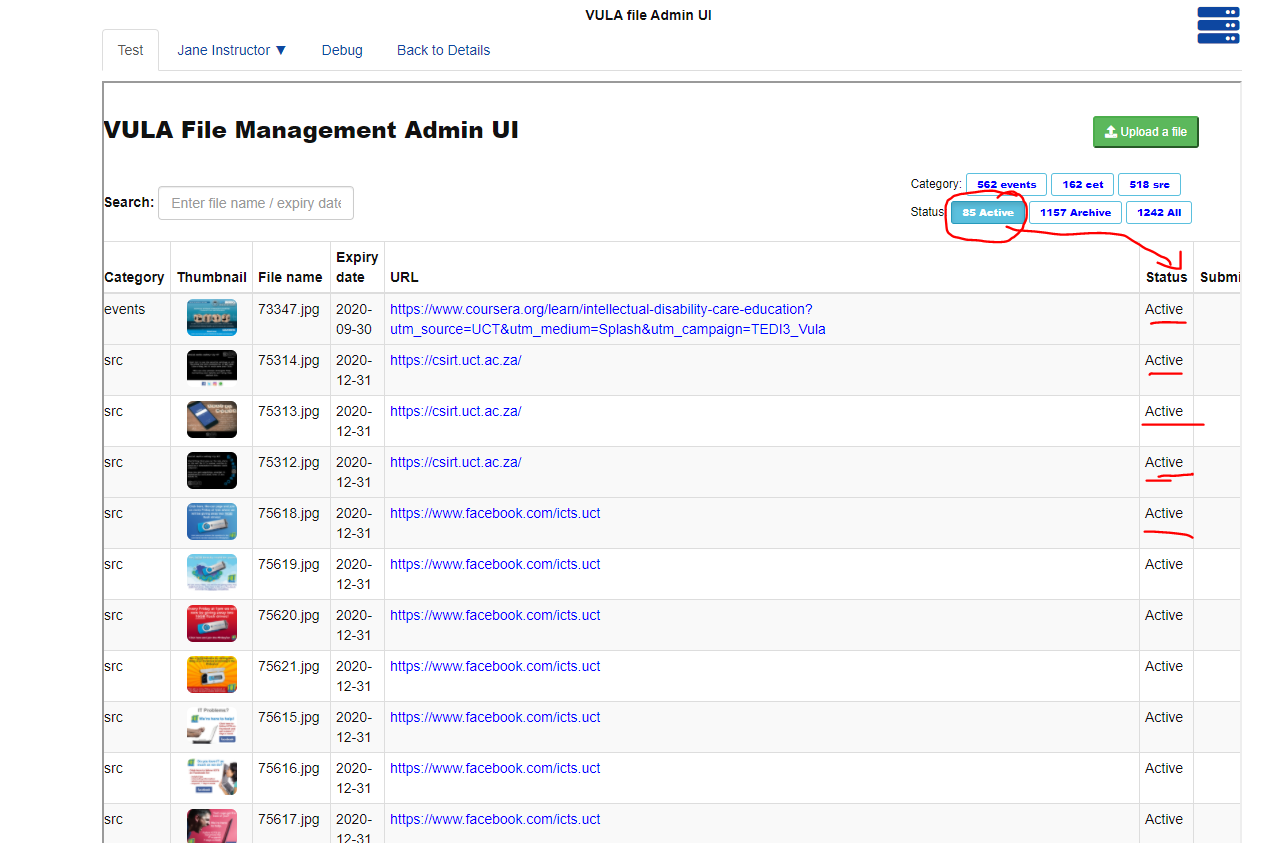 VULA file Admin UI
Test Jane Instructor ▼ Debug Back to Details
VULA File Management Admin UI
Upload a file
Search: Enter file name / expiry date
Category: 562 events 162 cet 518 src
Status 85 Active 1157 Archive 1242 All
Category Thumbnail File name Expiry date URL Status Submi
events 73347.jpg 2020-09-30 https://www.coursera.org/learn/intellectual-disability-care-education?utm_source=UCT&utm_medium=Splash&utm_campaign=TEDI3_Vula Active
src 75314.jpg 2020-12-31 https://csirt.uct.ac.za/ Active
src 75313.jpg 2020-12-31 https://csirt.uct.ac.za/ Active
src 75312.jpg 2020-12-31 https://csirt.uct.ac.za/ Active
src 75618.jpg 2020-12-31 https://www.facebook.com/icts.uct Active
src 75619.jpg 2020-12-31 https://www.facebook.com/icts.uct Active
src 75620.jpg 2020-12-31 https://www.facebook.com/icts.uct Active
src 75621.jpg 2020-12-31 https://www.facebook.com/icts.uct Active
src IT Problems? We're here to help! 75615.jpg 2020-12-31 https://www.facebook.com/icts.uct Active
src 75616.jpg 2020-12-31 https://www.facebook.com/icts.uct Active
src 75617.jpg 2020-12-31 https://www.facebook.com/icts.uct Active